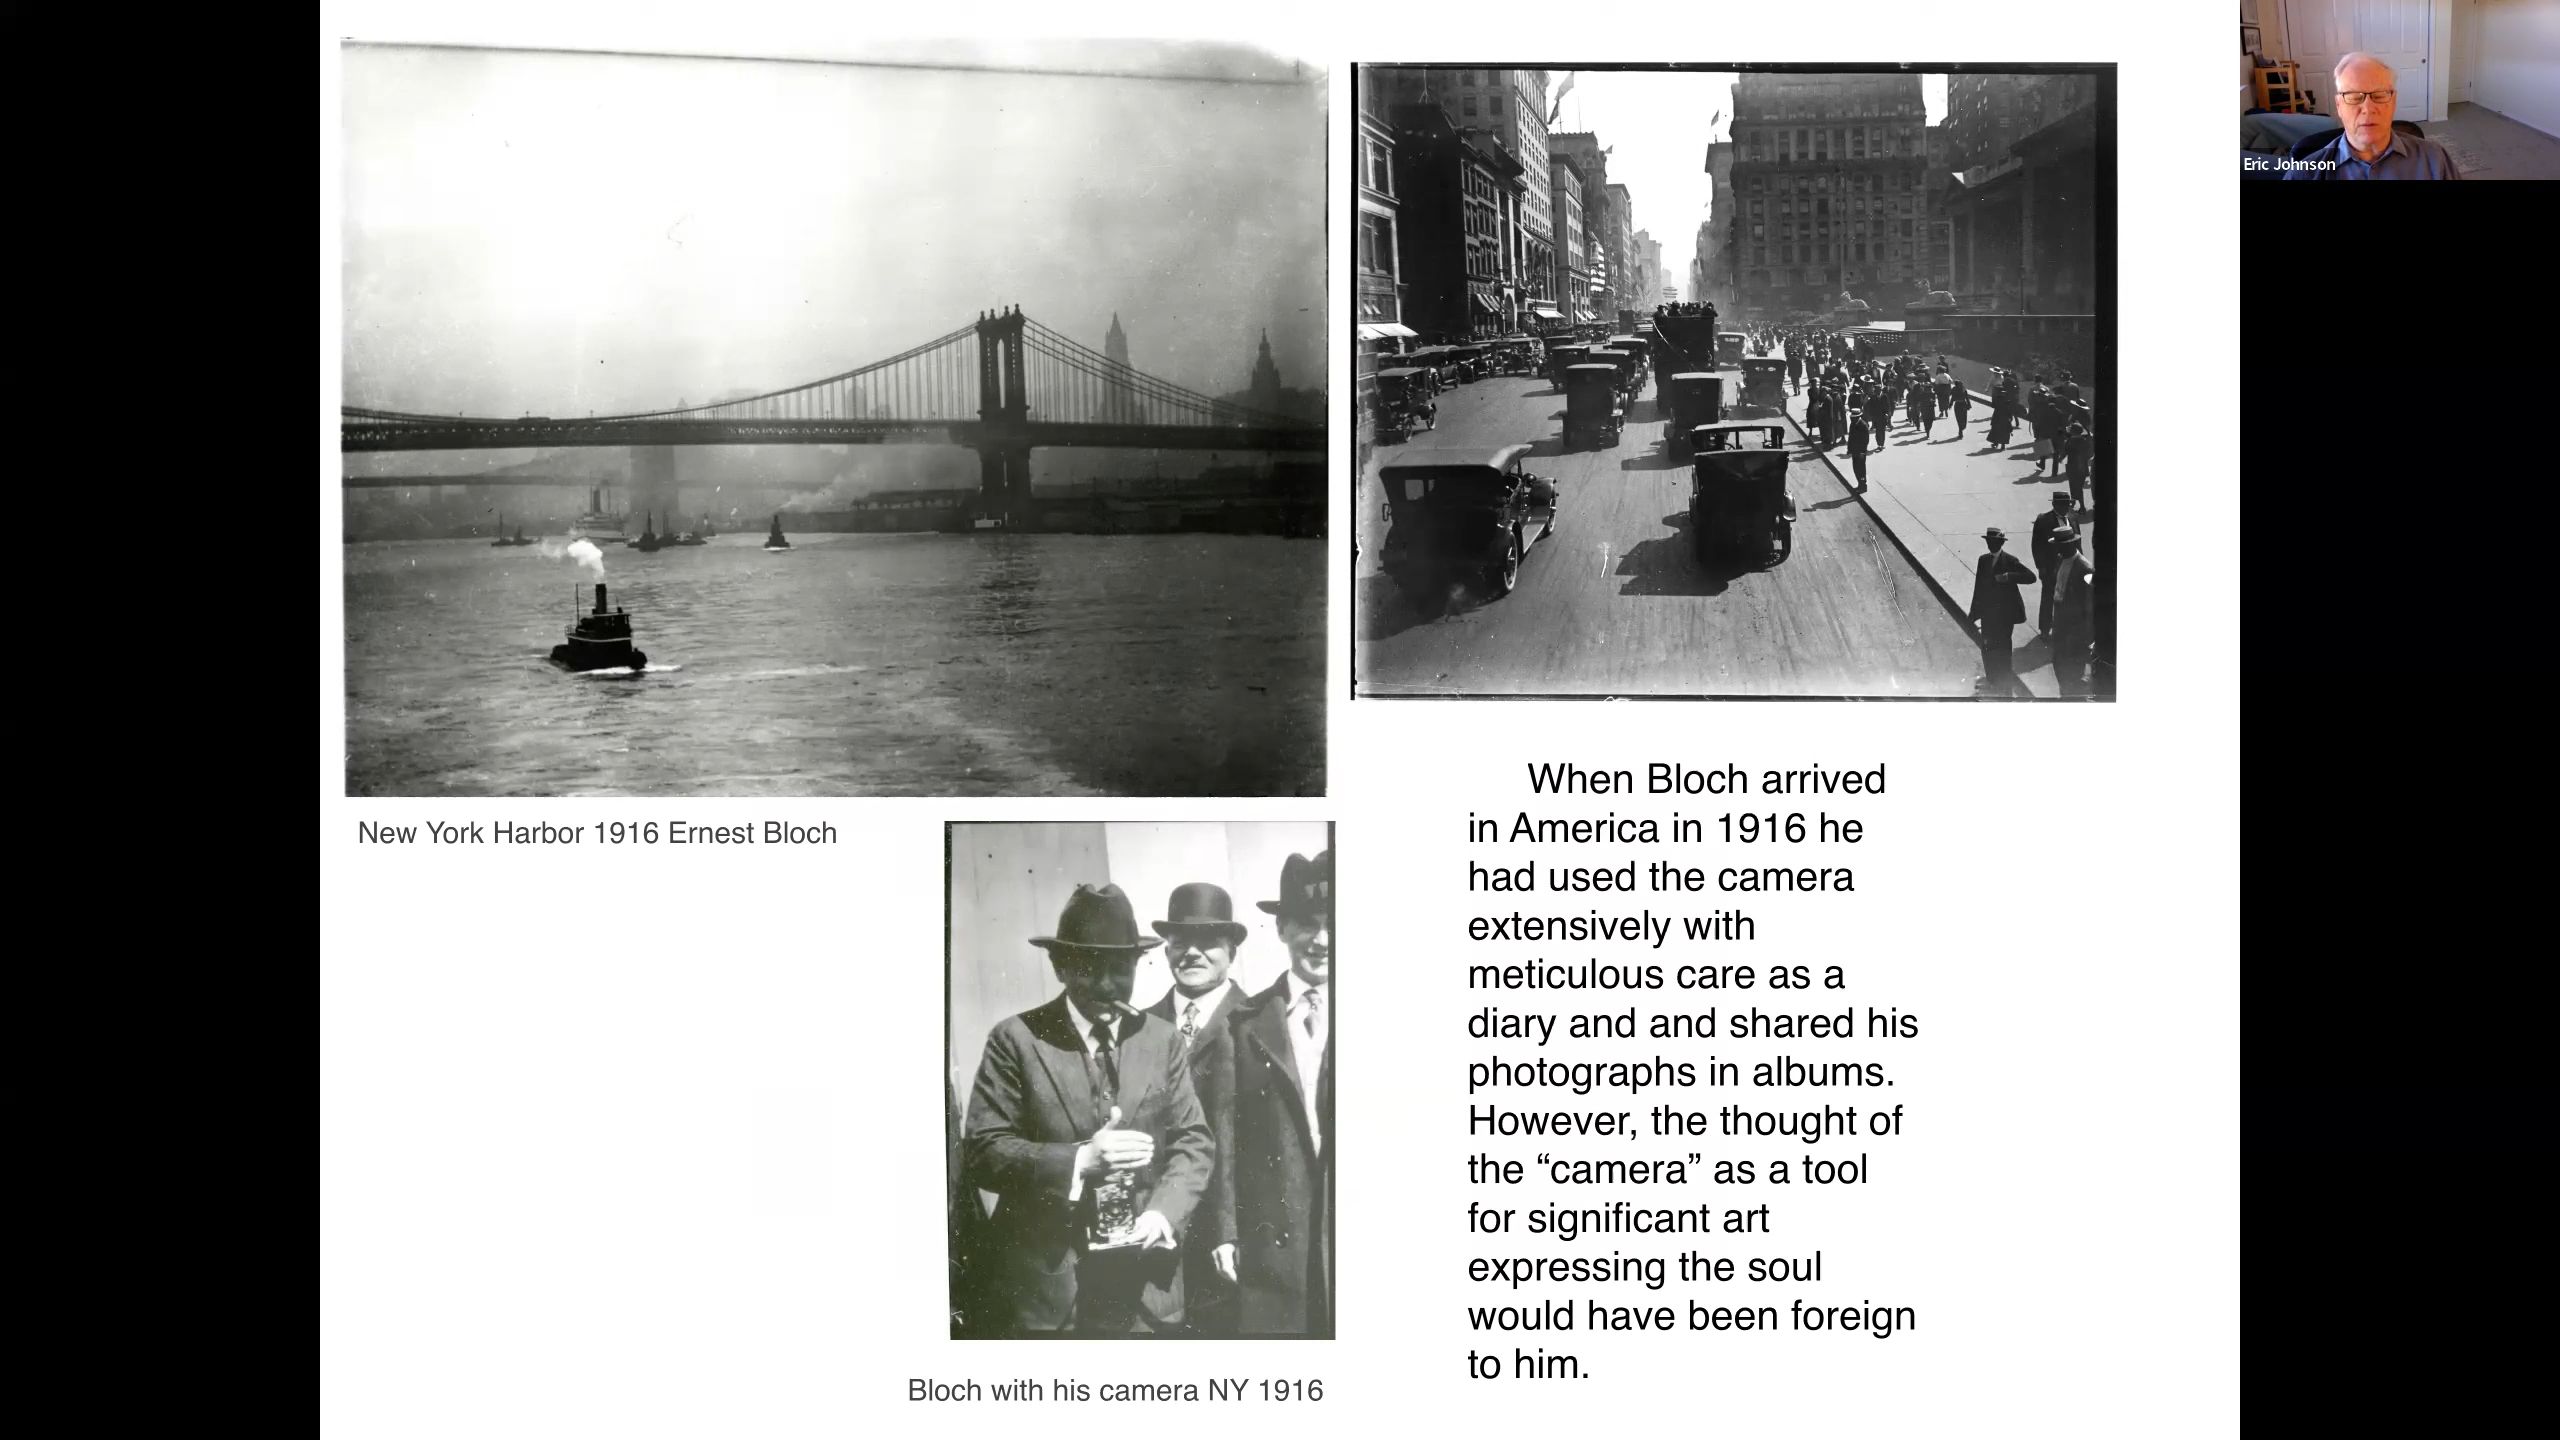 Eric Johnson
New York Harbor 1916 Ernest Bloch
When Bloch arrived
in America in 1916 he
had used the camera
extensively with
meticulous care as a
diary and and shared his
photographs in albums.
However, the thought of
the “camera” as a tool
for significant art
expressing the soul
would have been foreign
to him.
Bloch with his camera NY 1916